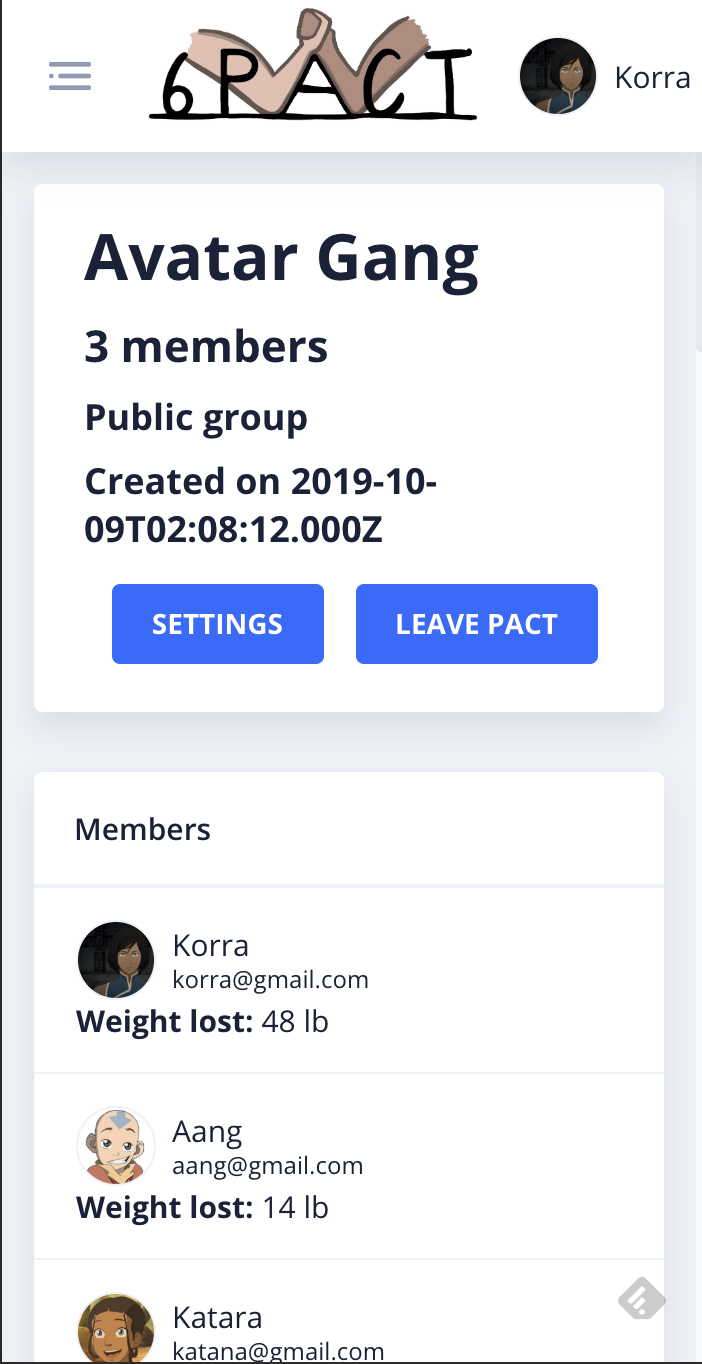 6PACT
Korra
Avatar Gang
3 members
Public group
Created on 2019-10-
09T02:08:12.000Z
SETTINGS
LEAVE PACT
Members
Korra
korra@gmail.com
Weight lost: 48 lb
Aang
aang@gmail.com
Weight lost: 14 lb
Katara
katana@gmail.com